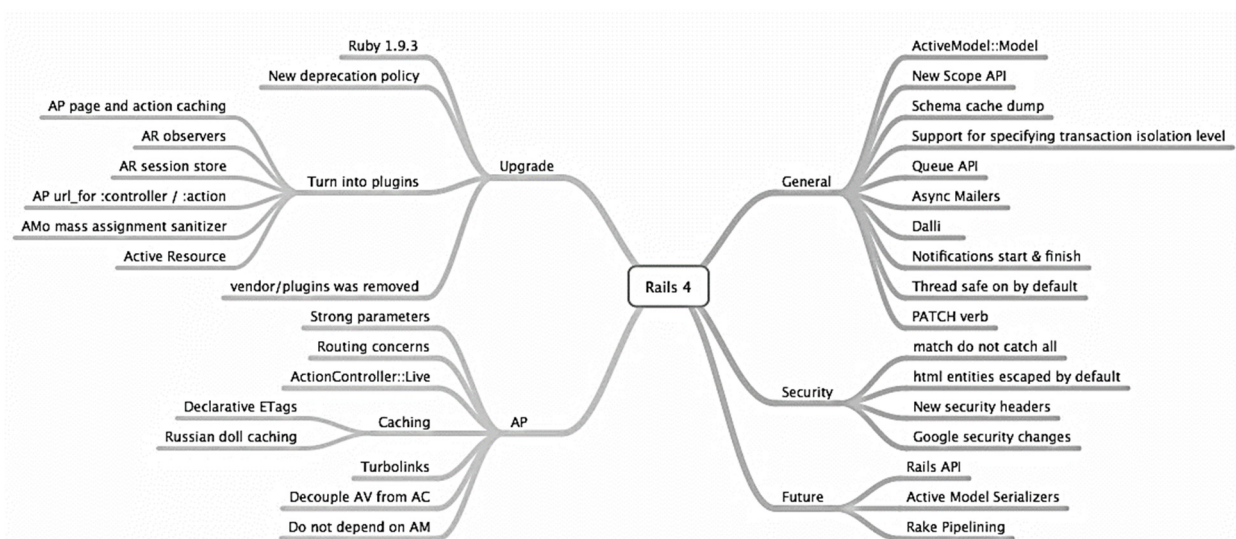 Rails 4
Upgrade
Ruby 1.9.3
New deprecation policy
Turn into plugins
AP page and action caching
AR observers
AR session store
AP url_for :controller / :action
AMo mass assignment sanitizer
Active Resource
vendor/plugins was removed
AP
Strong parameters
Routing concerns
ActionController::Live
Caching
Declarative ETags
Russian doll caching
Turbolinks
Decouple AV from AC
Do not depend on AM
General
ActiveModel::Model
New Scope API
Schema cache dump
Support for specifying transaction isolation level
Queue API
Async Mailers
Dalli
Notifications start & finish
Thread safe on by default
PATCH verb
Security
match do not catch all
html entities escaped by default
New security headers
Google security changes
Future
Rails API
Active Model Serializers
Rake Pipelining